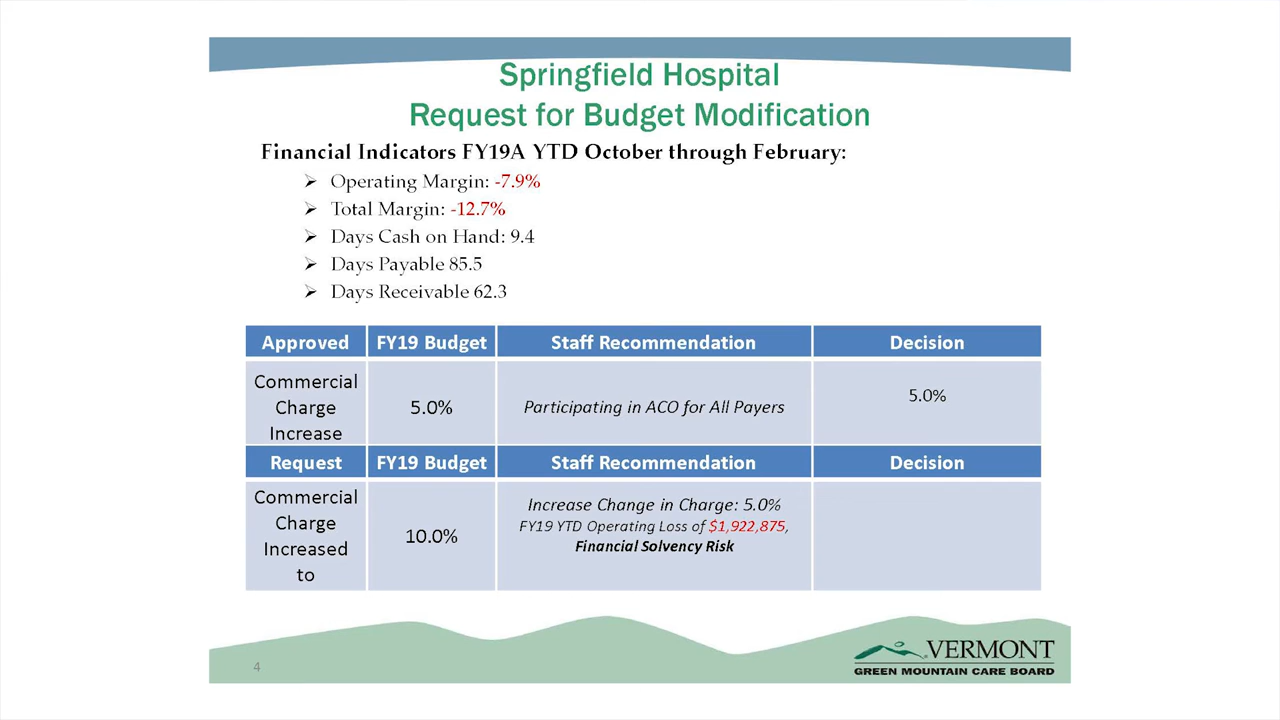 Springfield Hospital
Request for Budget Modification
Financial Indicators FY19A YTD October through February:
➢ Operating Margin: -7.9%
➢ Total Margin: -12.7%
➢ Days Cash on Hand: 9.4
➢ Days Payable 85.5
➢ Days Receivable 62.3
Approved FY19 Budget Staff Recommendation Decision
Commercial
Charge
Increase
5.0%
Participating in ACO for All Payers
5.0%
Request FY19 Budget Staff Recommendation Decision
Commercial
Charge
Increased
to
10.0%
Increase Change in Charge: 5.0%
FY19 YTD Operating Loss of $1,922,875,
Financial Solvency Risk
4
VERMONT
GREEN MOUNTAIN CARE BOARD